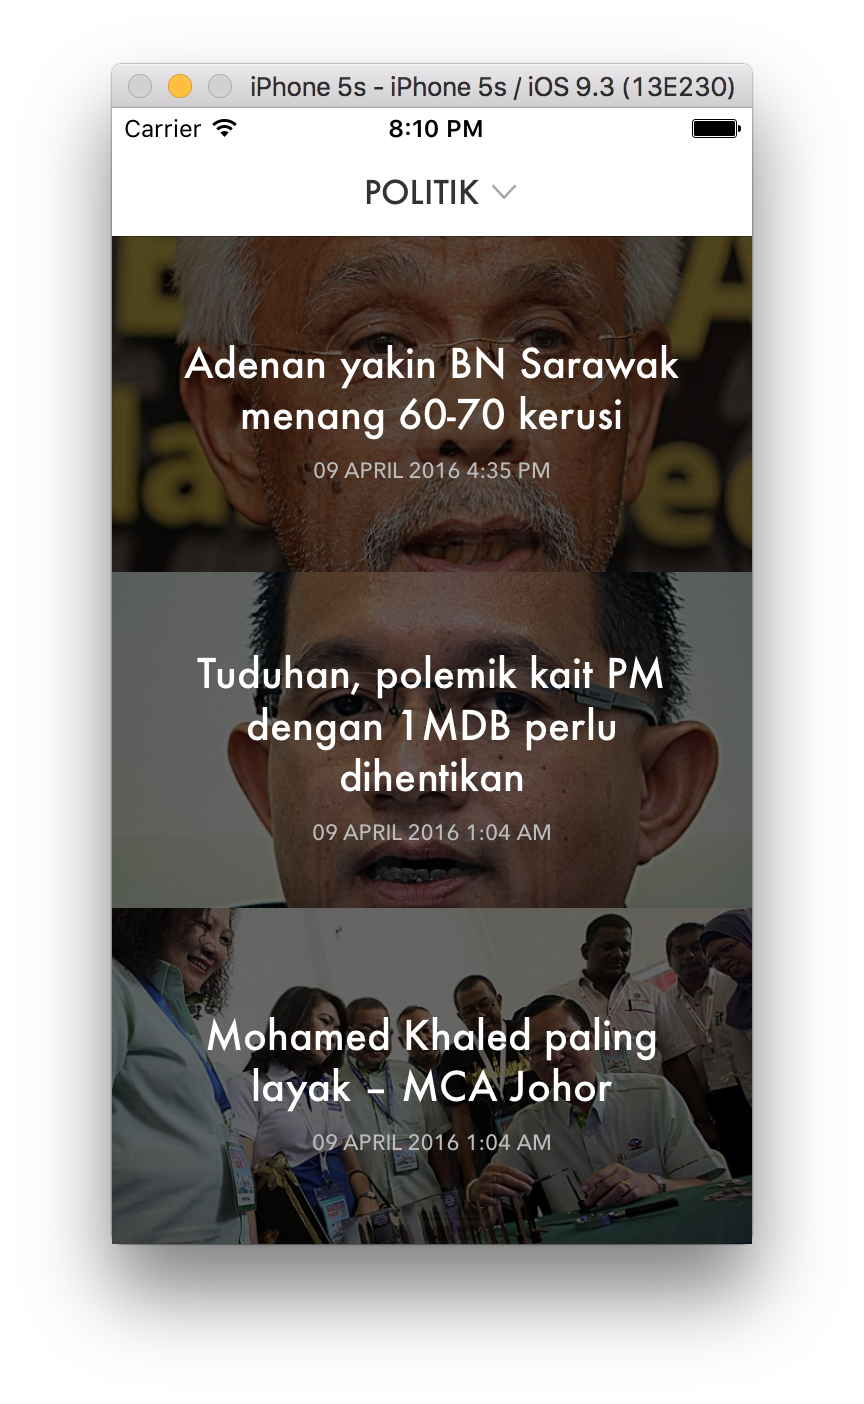 iPhone 5s - iPhone 5s / iOS 9.3 (13E230)
Carrier 8:10 PM
POLITIK
Adenan yakin BN Sarawak
menang 60-70 kerusi
09 APRIL 2016 4:35 PM
Tuduhan, polemik kait PM
dengan 1MDB perlu
dihentikan
09 APRIL 2016 1:04 AM
Mohamed Khaled paling
layak – MCA Johor
09 APRIL 2016 1:04 AM